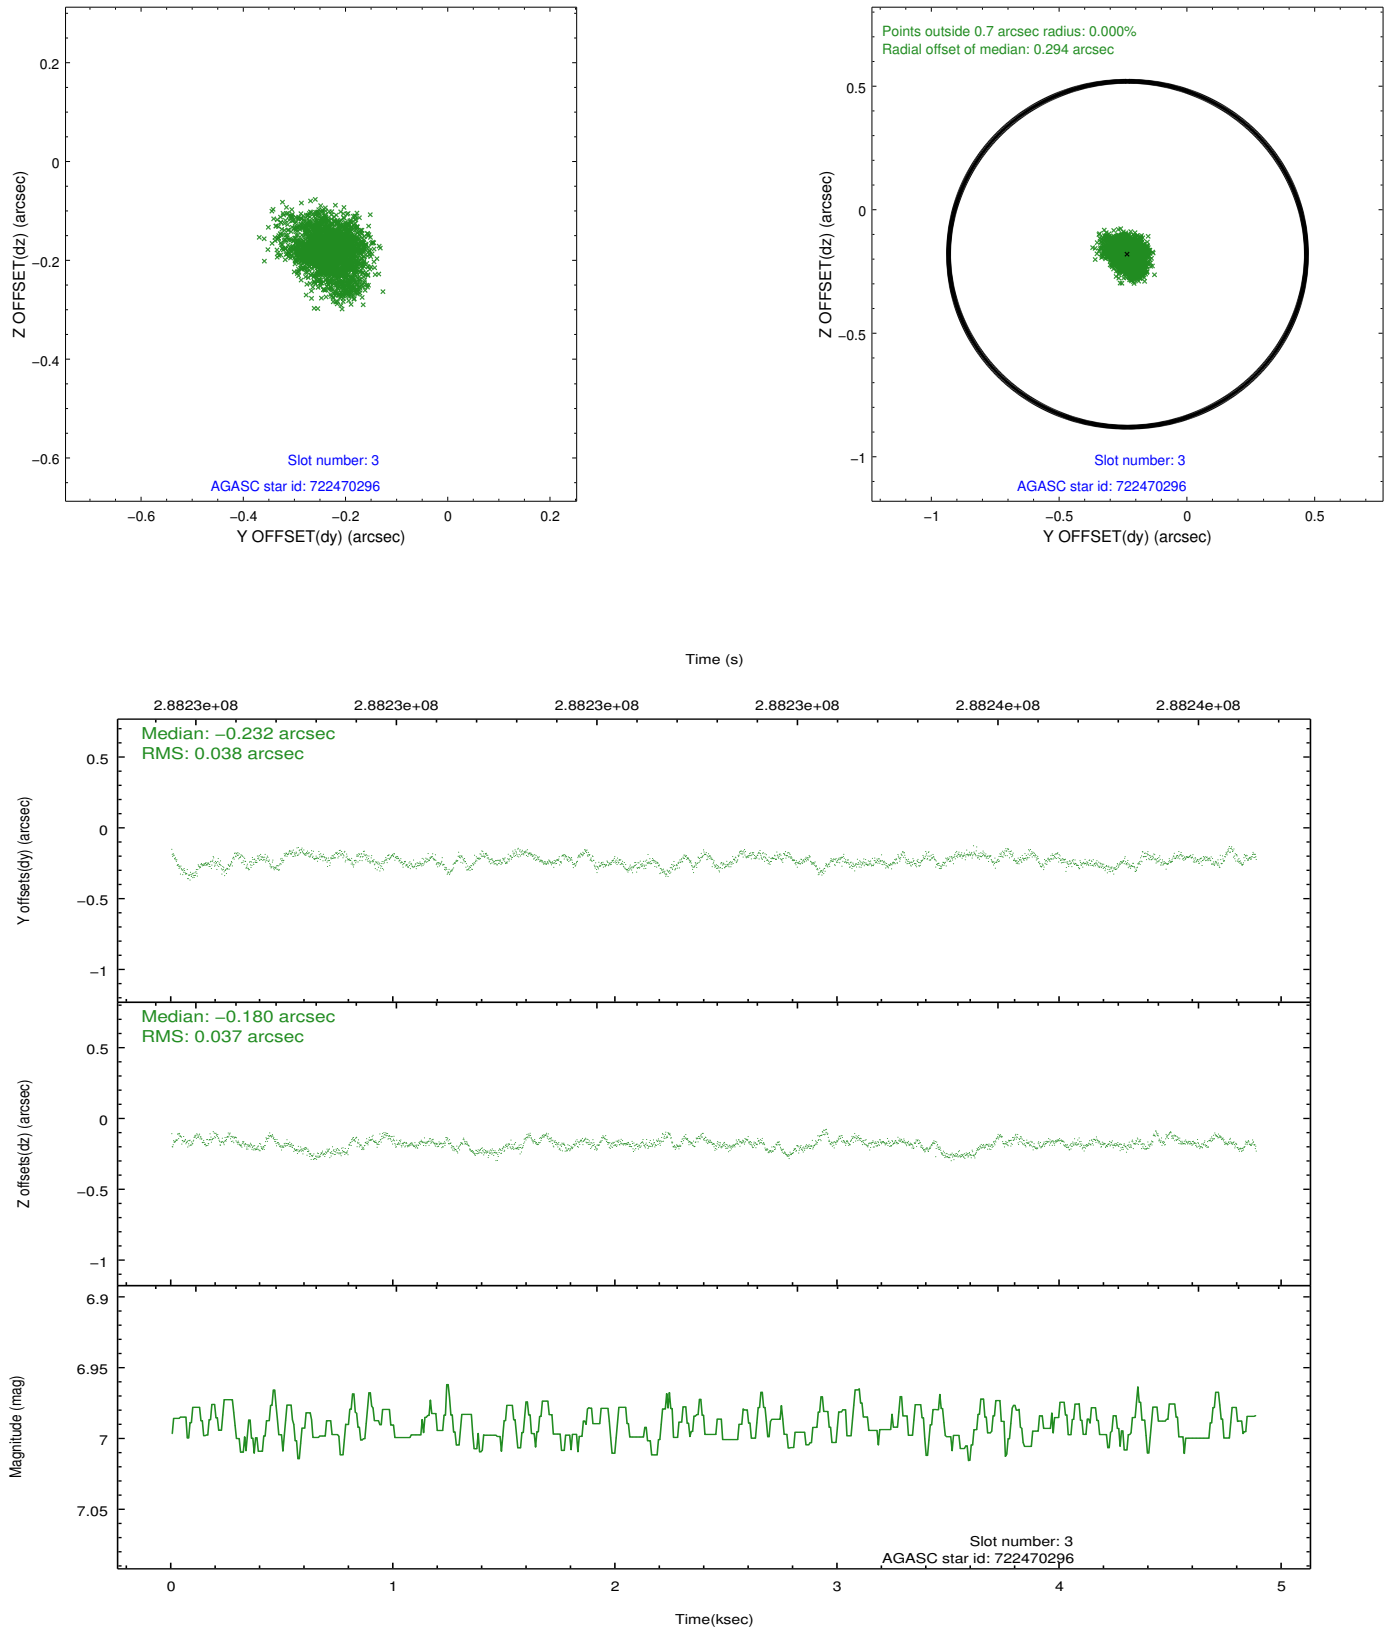 0.2
0
−0.2
−0.4
−0.6
Z OFFSET(dz) (arcsec)
Slot number: 3
AGASC star id: 722470296
−0.6 −0.4 −0.2 0 0.2
Y OFFSET(dy) (arcsec)
Points outside 0.7 arcsec radius: 0.000%
Radial offset of median: 0.294 arcsec
0.5
0
−0.5
−1
Z OFFSET(dz) (arcsec)
Slot number: 3
AGASC star id: 722470296
−1 −0.5 0 0.5
Y OFFSET(dy) (arcsec)
Time (s)
2.8823e+08 2.8823e+08 2.8823e+08 2.8823e+08 2.8824e+08 2.8824e+08
Median: −0.232 arcsec
RMS: 0.038 arcsec
0.5
0
−0.5
−1
Y offsets(dy) (arcsec)
Median: −0.180 arcsec
RMS: 0.037 arcsec
0.5
0
−0.5
−1
Z offsets(dz) (arcsec)
6.9
6.95
7
7.05
Magnitude (mag)
Slot number: 3
AGASC star id: 722470296
0 1 2 3 4 5
Time(ksec)